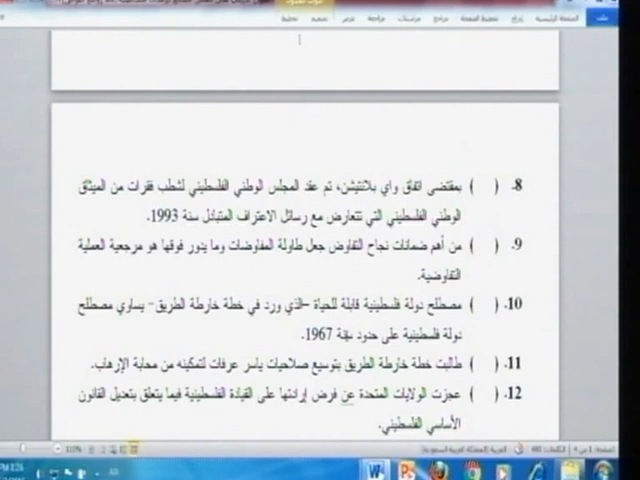 8- ( ) بمقتضى اتفاق واي بلانتيشن، تم عقد المجلس الوطني الفلسطيني لشطب فقرات من الميثاق
الوطني الفلسطيني التي تتعارض مع رسائل الاعتراف المتبادل سنة 1993.
9- ( ) من أهم ضمانات نجاح التفاوض جعل طاولة المفاوضات وما يدور فوقها هو مرجعية العملية
التفاوضية.
10- ( ) مصطلح دولة فلسطينية قابلة للحياة –الذي ورد في خطة خارطة الطريق- يساوي مصطلح
دولة فلسطينية على حدود سنة 1967.
11- ( ) طالبت خطة خارطة الطريق بتوسيع صلاحيات ياسر عرفات لتمكينه من محابة الإرهاب.
12- ( ) عجزت الولايات المتحدة عن فرض إرادتها على القيادة الفلسطينية فيما يتعلق بتعديل القانون
الأساسي الفلسطيني.